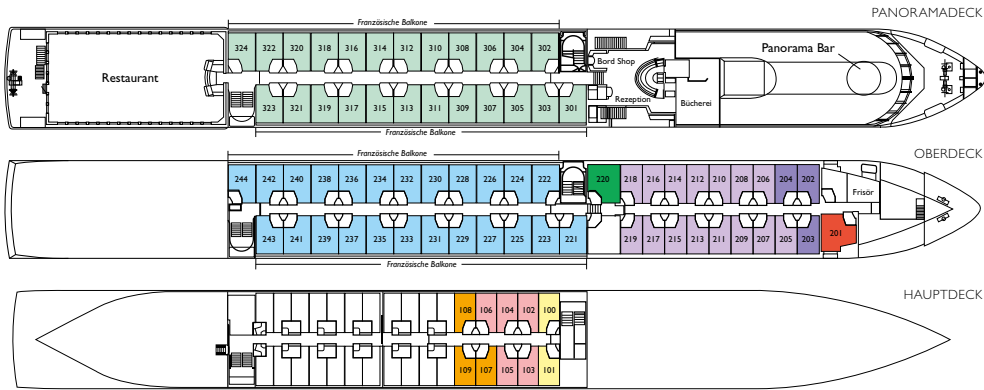 PANORAMADECK
Französische Balkone
324 322 320 318 316 314 312 310 308 306 304 302
Restaurant
Bord Shop
Panorama Bar
Rezeption
Bücherei
323 321 319 317 315 313 311 309 307 305 303 301
Französische Balkone
OBERDECK
Französische Balkone
244 242 240 238 236 234 232 230 228 226 224 222 220 218 216 214 212 210 208 206 204 202
Frisör
243 241 239 237 235 233 231 229 227 225 223 221 219 217 215 213 211 209 207 205 203 201
Französische Balkone
HAUPTDECK
108 106 104 102 100
109 107 105 103 101